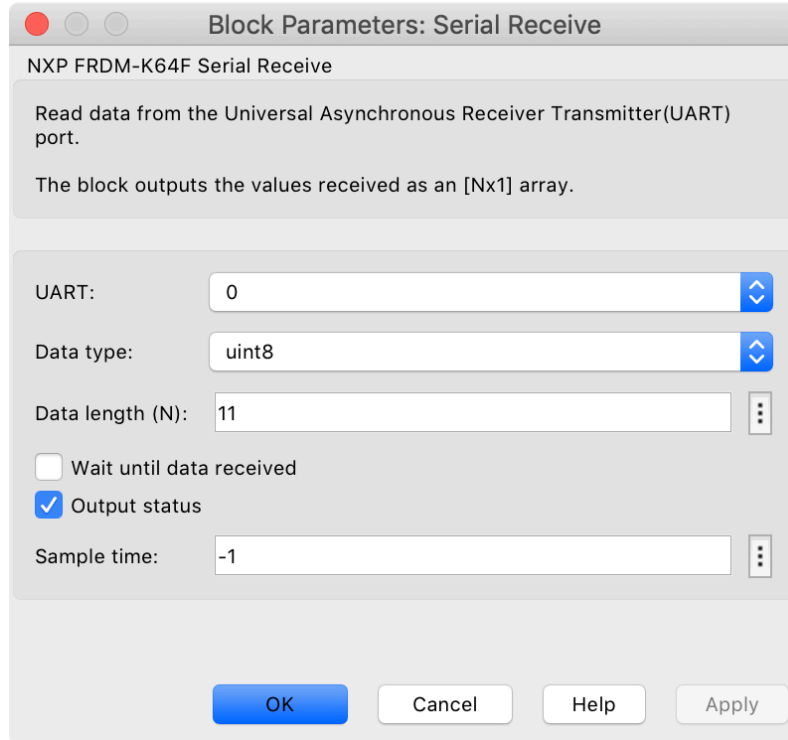 Block Parameters: Serial Receive
NXP FRDM-K64F Serial Receive
Read data from the Universal Asynchronous Receiver Transmitter(UART)
port.
The block outputs the values received as an [Nx1] array.
UART:
0
Data type:
uint8
Data length (N):
11
Wait until data received
Output status
Sample time:
-1
OK
Cancel
Help
Apply